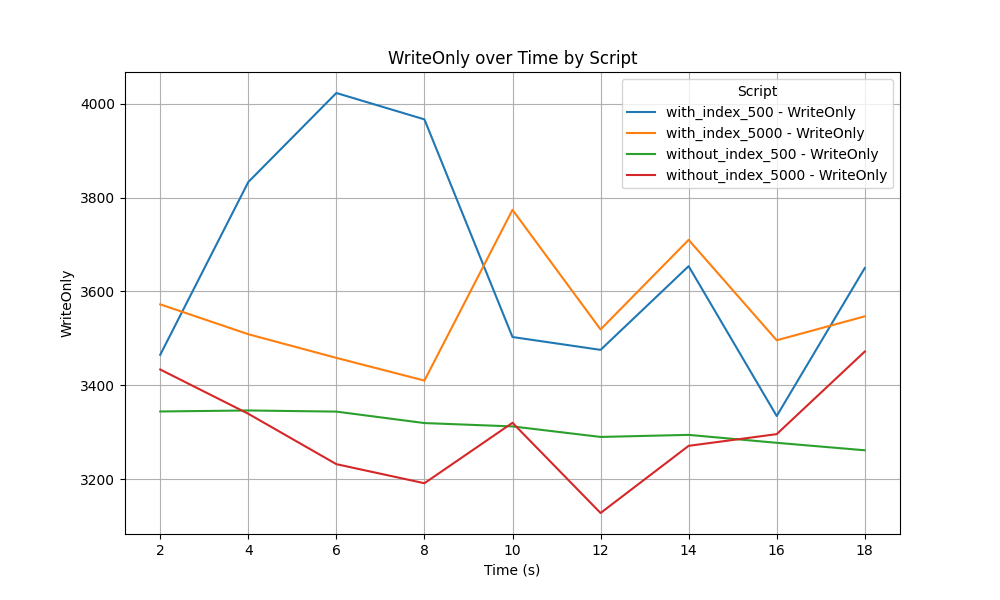 WriteOnly over Time by Script
Script
with_index_500 - WriteOnly
with_index_5000 - WriteOnly
without_index_500 - WriteOnly
without_index_5000 - WriteOnly
WriteOnly
4000
3800
3600
3400
3200
2 4 6 8 10 12 14 16 18
Time (s)